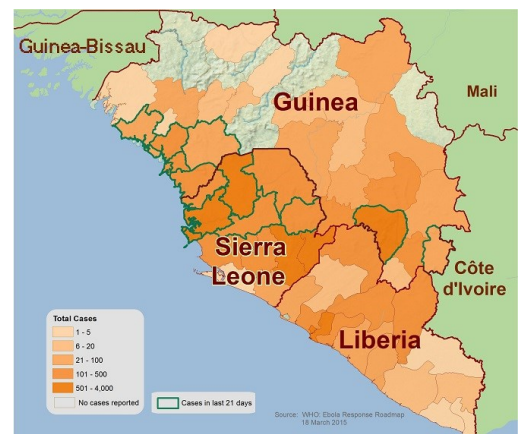 Guinea-Bissau
Guinea
Mali
Sierra
Leone
Côte
d'Ivoire
Liberia
Total Cases
1 - 5
6 - 20
21 - 100
101 - 500
501 - 4,000
No cases reported
Cases in last 21 days
Source: WHO: Ebola Response Roadmap
18 March 2015